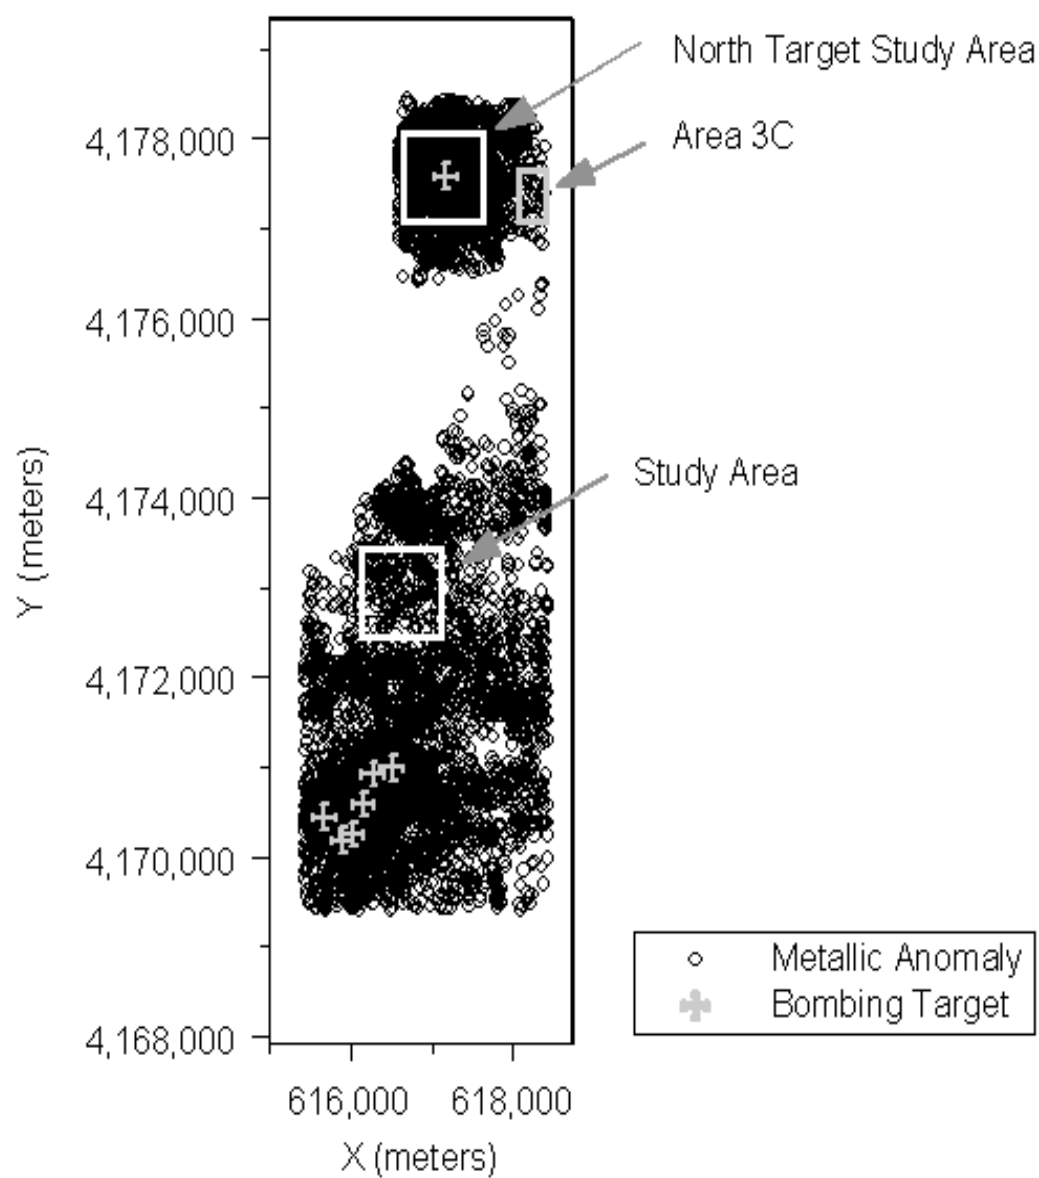 North Target Study Area
Area 3C
4,178,000
4,176,000
Study Area
4,174,000
4,172,000
4,170,000
4,168,000
Y (meters)
Metallic Anomaly
Bombing Target
616,000 618,000
X (meters)